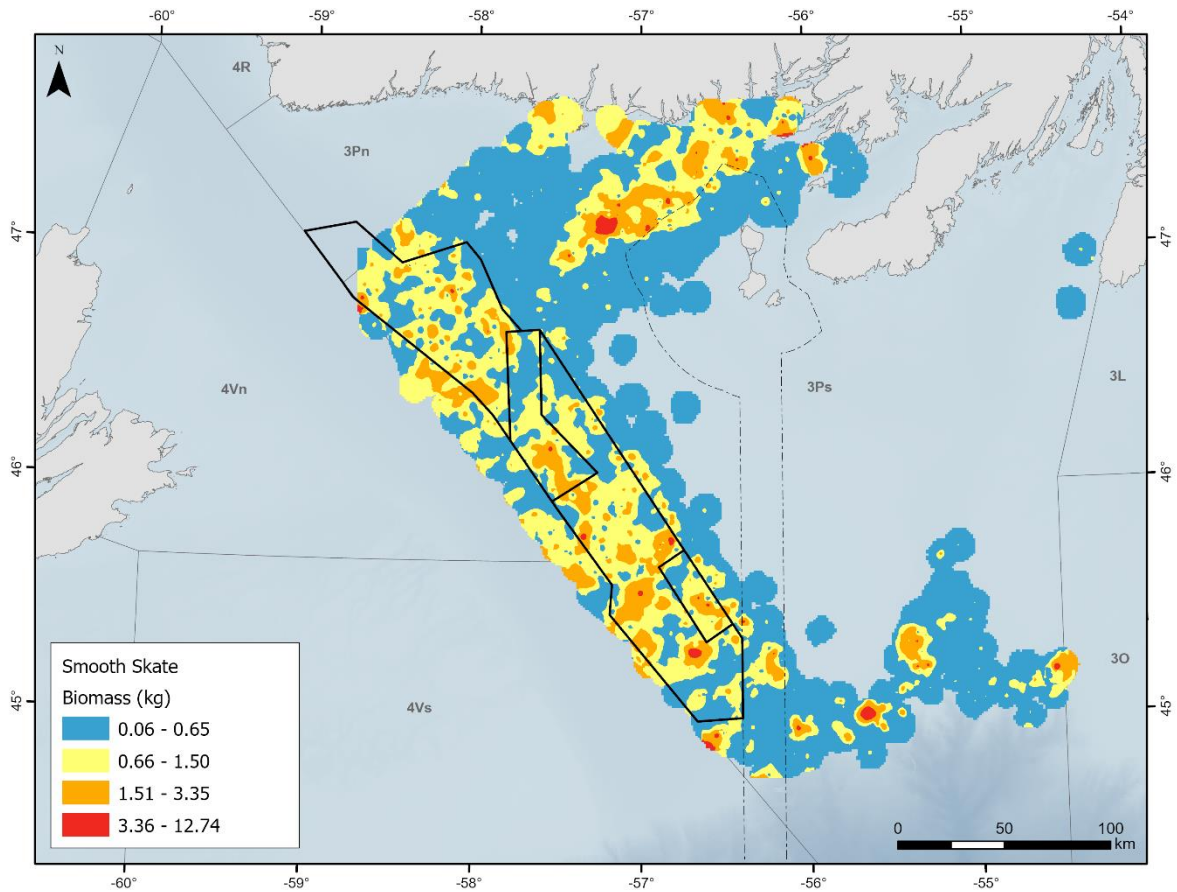 -60° -59° -58° -57° -56° -55° -54°
N
4R
3Pn
47° 47°
4Vn 3Ps 3L
46° 46°
3O
Smooth Skate
Biomass (kg)
0.06 - 0.65
0.66 - 1.50
1.51 - 3.35
3.36 - 12.74
4Vs
45° 45°
0 50 100
km
-60° -59° -58° -57° -56° -55°